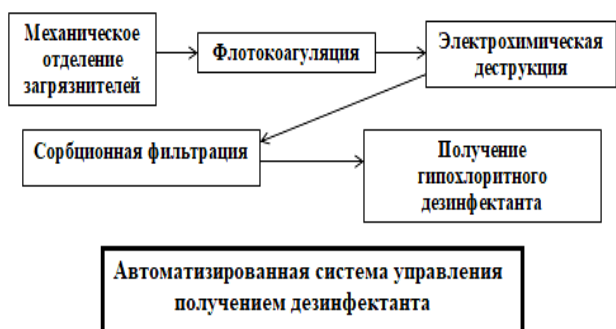 Механическое
отделение
загрязнителей
Флотокоагуляция
Электрохимическая
деструкция
Сорбционная фильтрация
Получение
гипохлоритного
дезинфектанта
Автоматизированная система управления
получением дезинфектанта